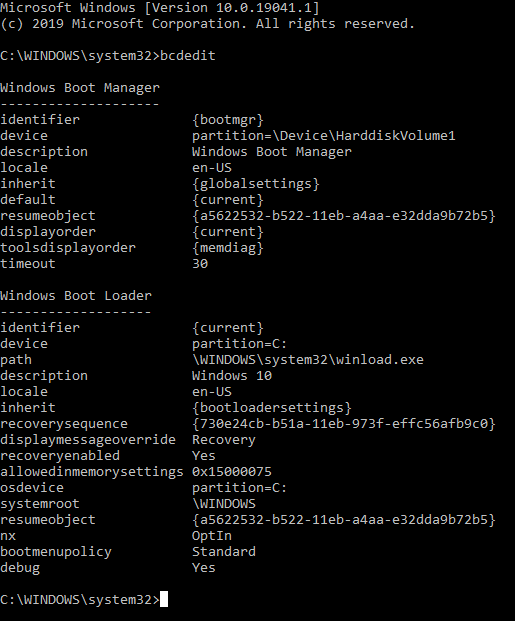 Microsoft Windows [Version 10.0.19041.1]
(c) 2019 Microsoft Corporation. All rights reserved.
C:\WINDOWS\system32>bcdedit
Windows Boot Manager
--------------------
identifier              {bootmgr}
device                  partition=\Device\HarddiskVolume1
description             Windows Boot Manager
locale                  en-US
inherit                 {globalsettings}
default                 {current}
resumeobject            {a5622532-b522-11eb-a4aa-e32dda9b72b5}
displayorder            {current}
toolsdisplayorder       {memdiag}
timeout                 30
Windows Boot Loader
-------------------
identifier              {current}
device                  partition=C:
path                    \WINDOWS\system32\winload.exe
description             Windows 10
locale                  en-US
inherit                 {bootloadersettings}
recoverysequence        {730e24cb-b51a-11eb-973f-effc56afb9c0}
displaymessageoverride  Recovery
recoveryenabled         Yes
allowedinmemorysettings 0x15000075
osdevice                partition=C:
systemroot              \WINDOWS
resumeobject            {a5622532-b522-11eb-a4aa-e32dda9b72b5}
nx                      OptIn
bootmenupolicy          Standard
debug                   Yes
C:\WINDOWS\system32>